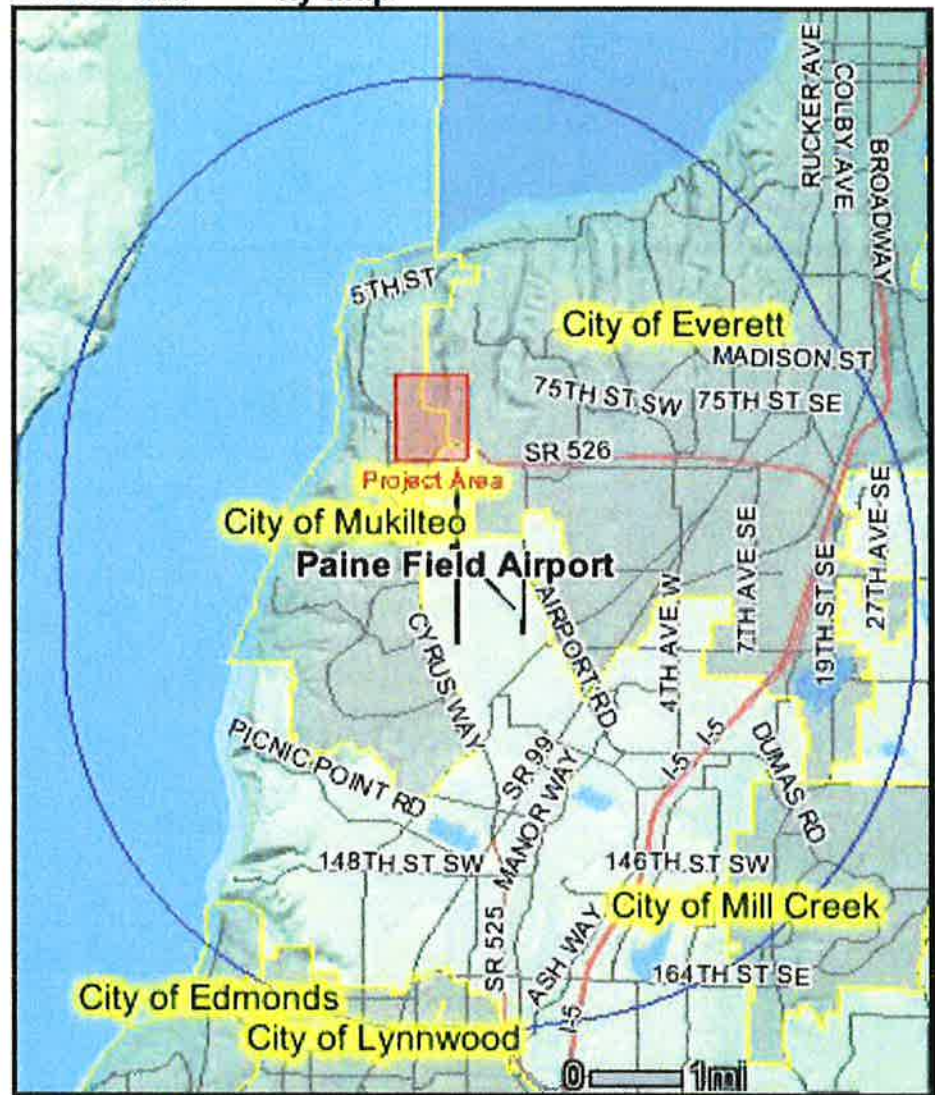 RUCKER AVE
COLBY AVE
BROADWAY
5TH ST
City of Everett
MADISON ST
75TH ST SW
75TH ST SE
SR 526
Project Area
City of Mukilteo
27TH AVE SE
7TH AVE SE
19TH ST SE
Paine Field Airport
AIRPORT RD
4TH AVE W
CYRUS WAY
PICNIC POINT RD
SR 99
I-5
I-5
DUMAS RD
MANOR WAY
148TH ST SW
146TH ST SW
City of Mill Creek
SR 525
ASH WAY
164TH ST SE
City of Edmonds
City of Lynnwood
I-5
0 1mi